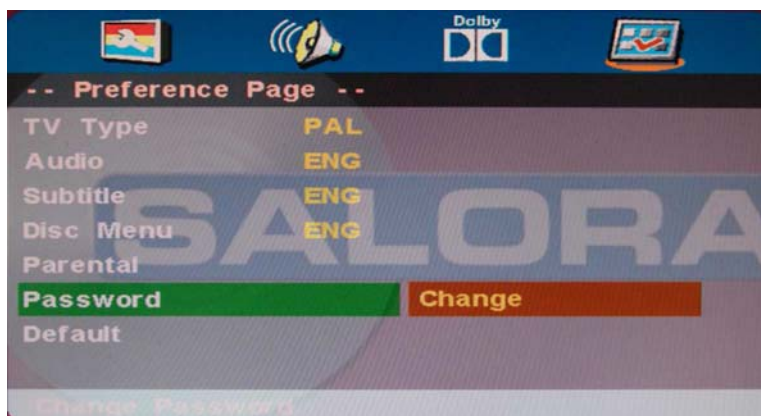 Dolby
-- Preference Page --
TV Type PAL
Audio ENG
Subtitle ENG
Disc Menu ENG
Parental
Password Change
Default
Change Password
SALORA